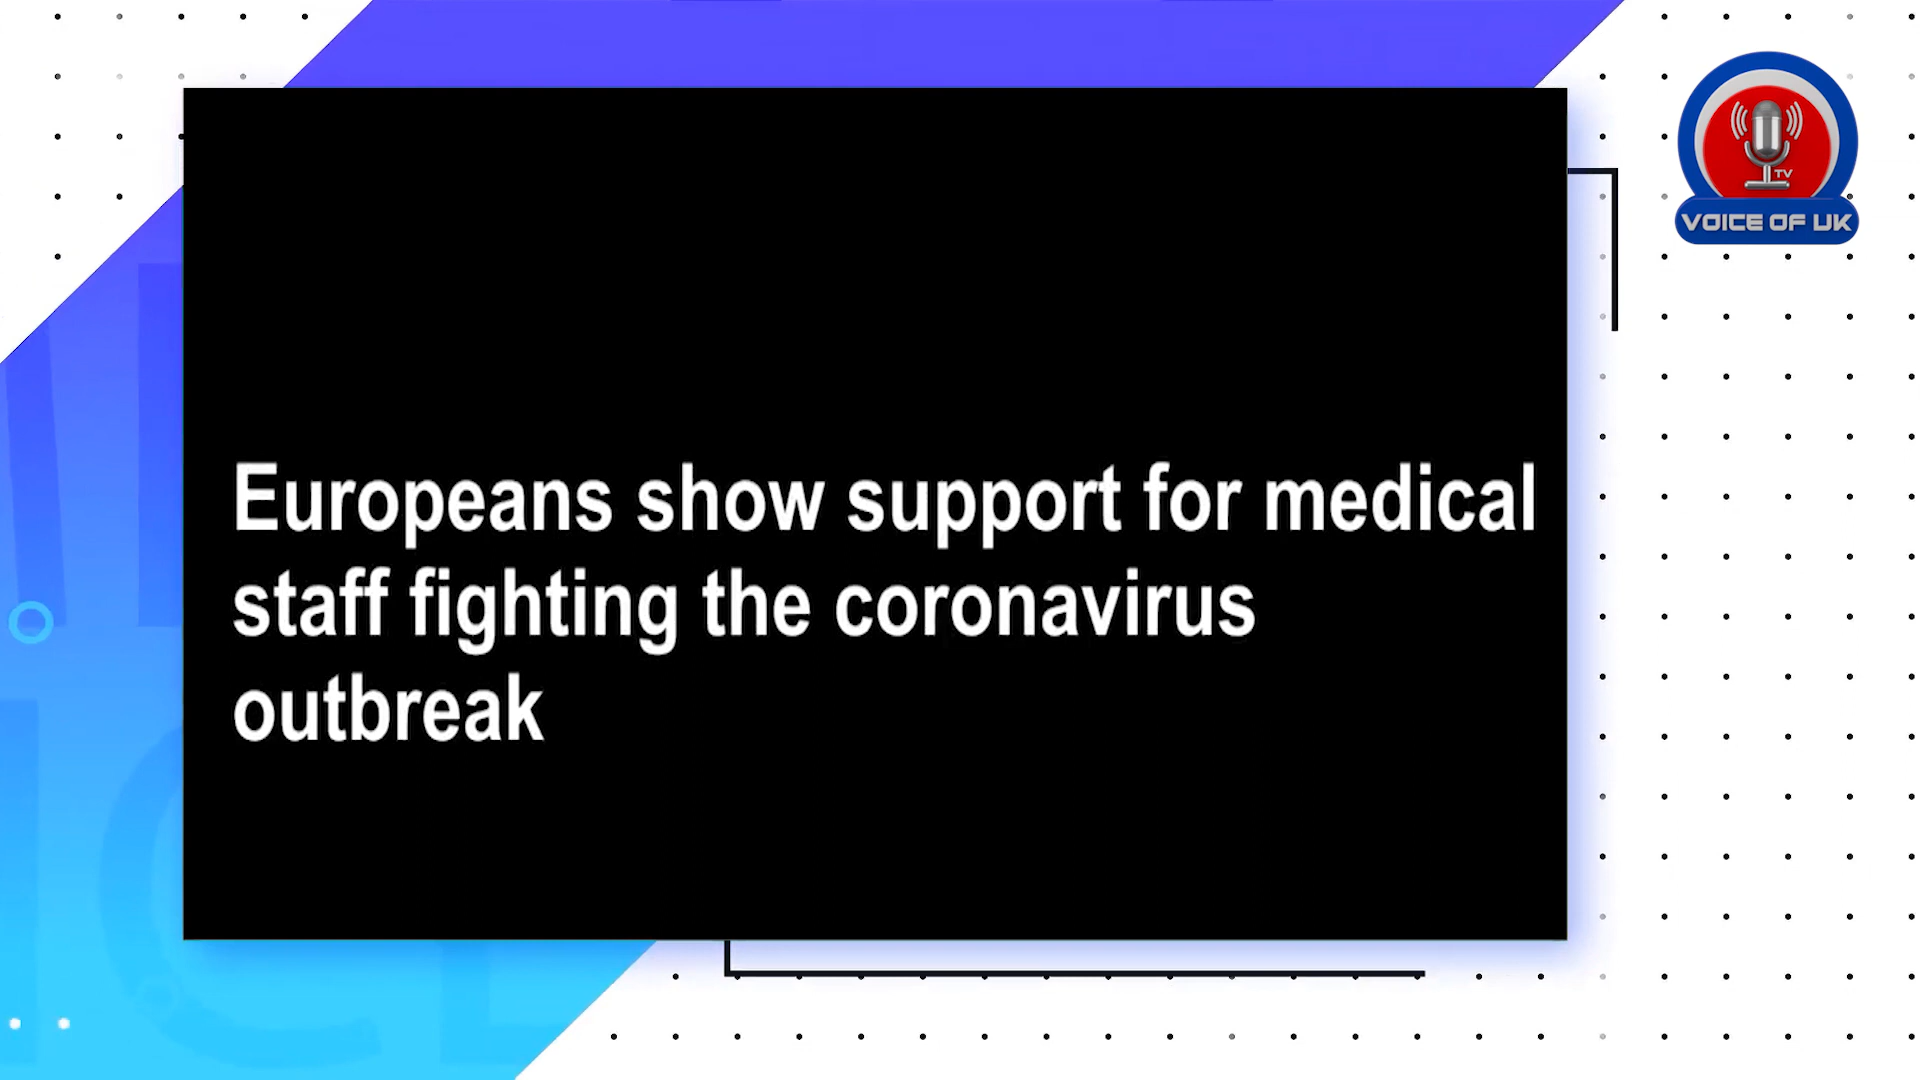 TV
VOICE OF UK
Europeans show support for medical
staff fighting the coronavirus
outbreak